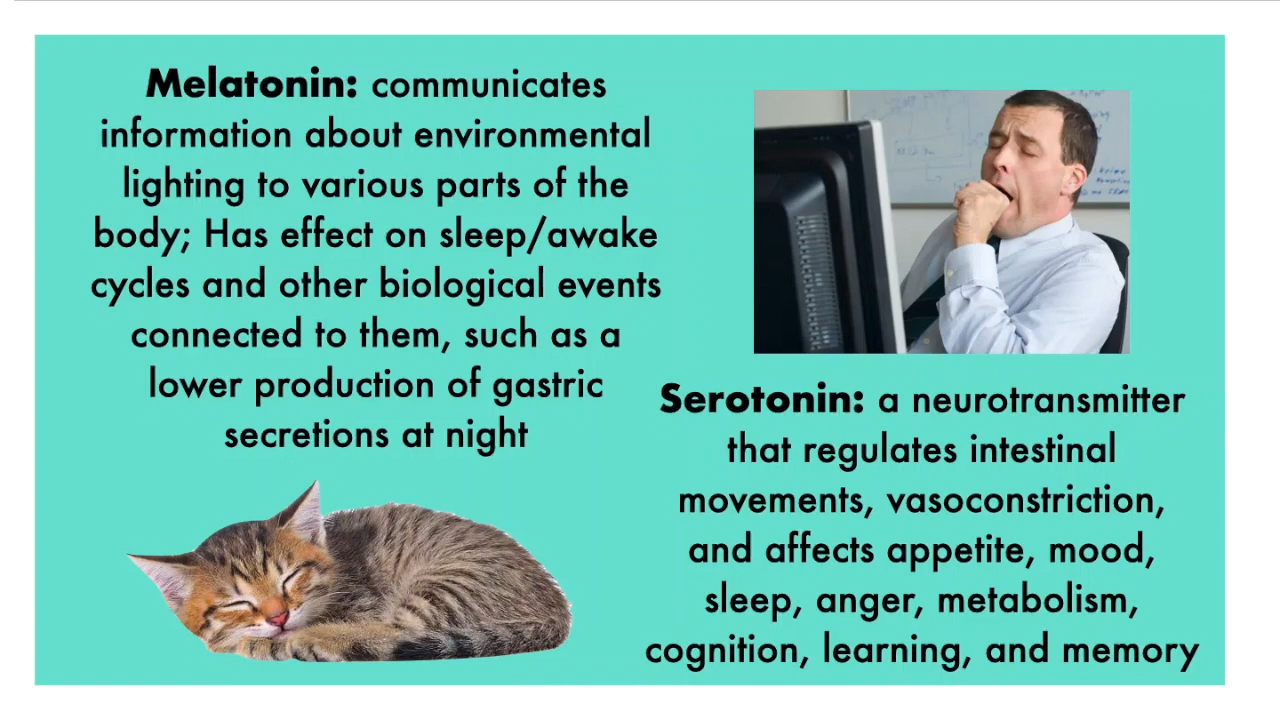 Melatonin: communicates
information about environmental
lighting to various parts of the
body; Has effect on sleep/awake
cycles and other biological events
connected to them, such as a
lower production of gastric
secretions at night
Serotonin: a neurotransmitter
that regulates intestinal
movements, vasoconstriction,
and affects appetite, mood,
sleep, anger, metabolism,
cognition, learning, and memory